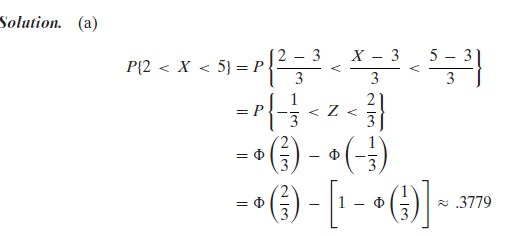 Solution. (a)
P{2 < X < 5} = P{(2 − 3)/3 < (X − 3)/3 < (5 − 3)/3}
= P{−1/3 < Z < 2/3}
= Φ(2/3) − Φ(−1/3)
= Φ(2/3) − [1 − Φ(1/3)] ≈ .3779